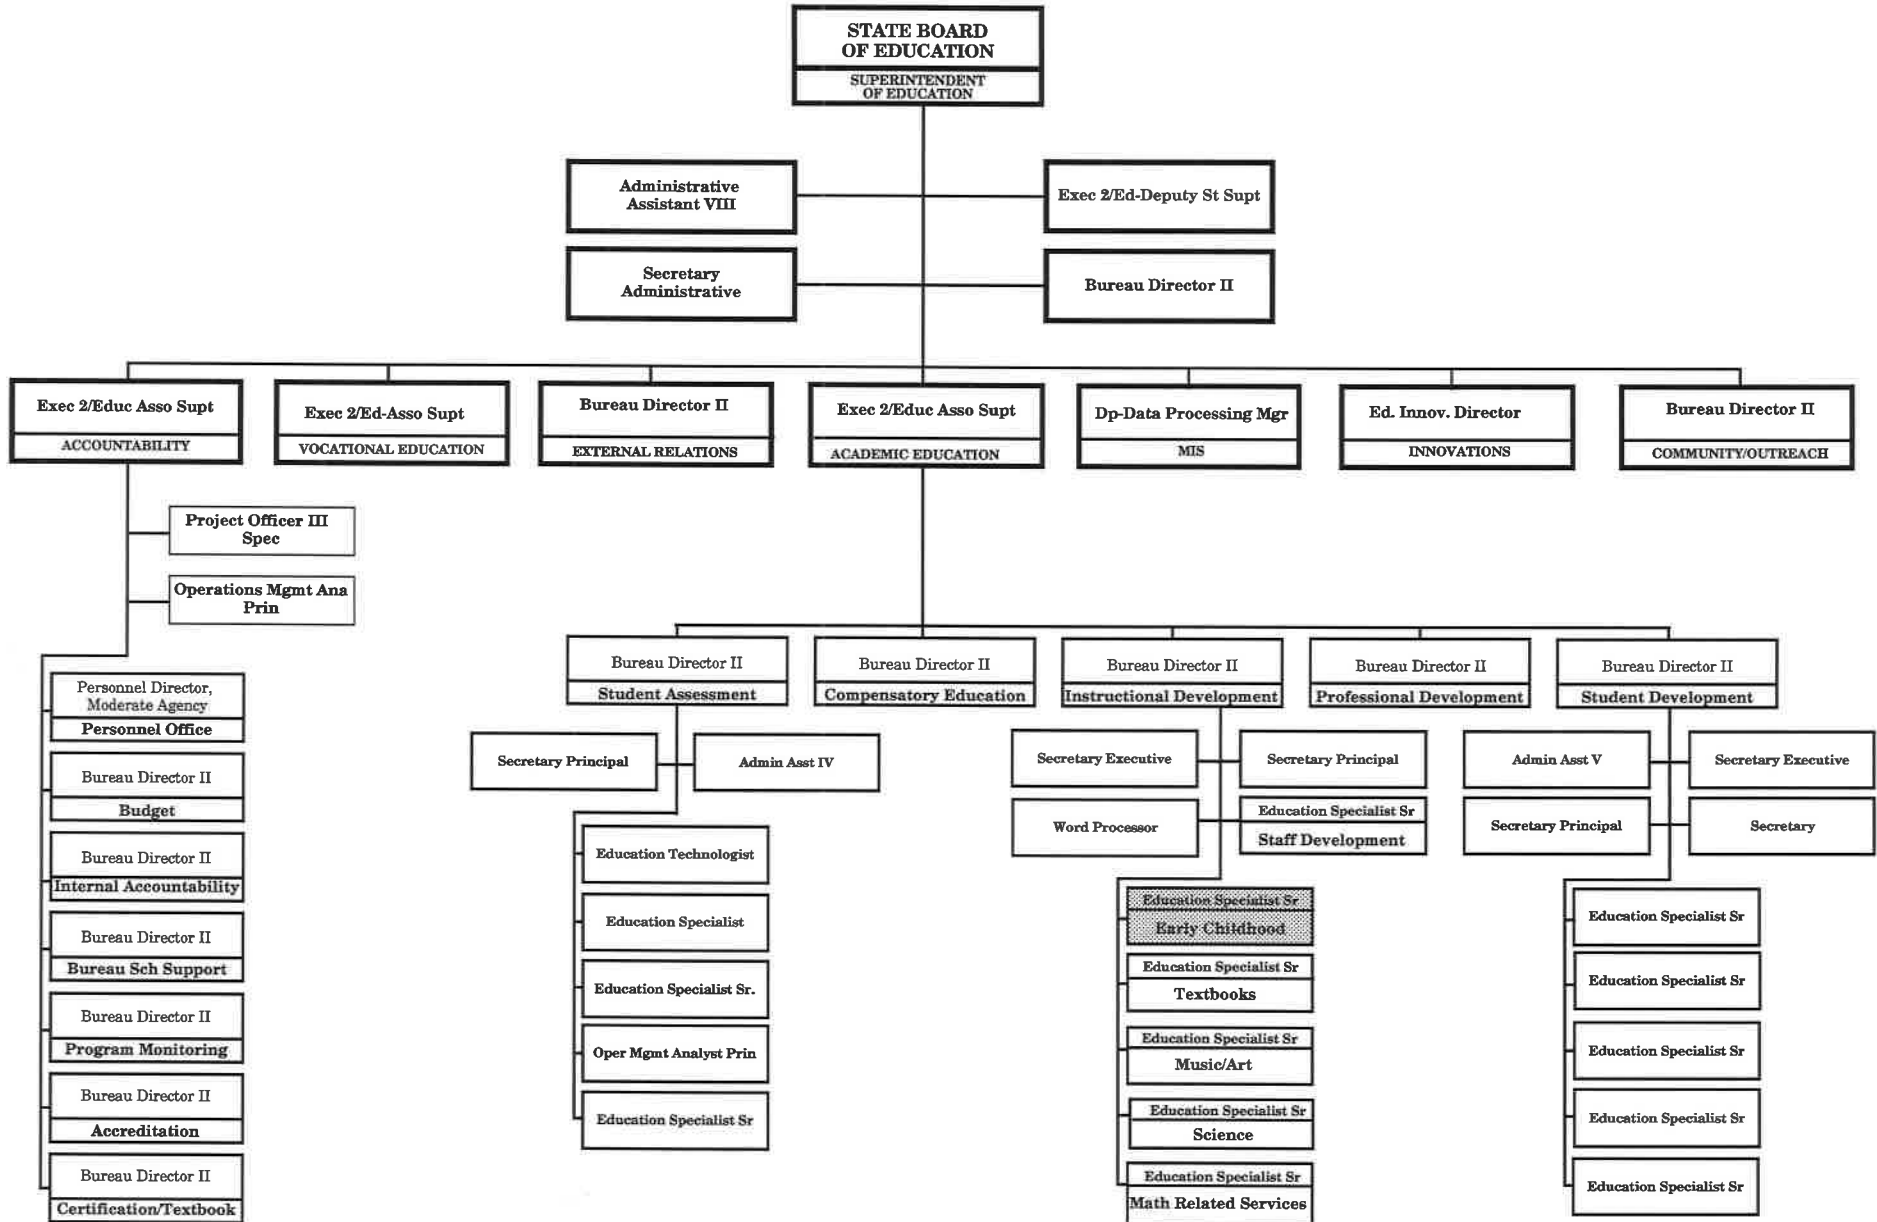 STATE BOARD
OF EDUCATION
SUPERINTENDENT
OF EDUCATION
Administrative
Assistant VIII
Exec 2/Ed-Deputy St Supt
Secretary
Administrative
Bureau Director II
Exec 2/Educ Asso Supt
ACCOUNTABILITY
Exec 2/Ed-Asso Supt
VOCATIONAL EDUCATION
Bureau Director II
EXTERNAL RELATIONS
Exec 2/Educ Asso Supt
ACADEMIC EDUCATION
Dp-Data Processing Mgr
MIS
Ed. Innov. Director
INNOVATIONS
Bureau Director II
COMMUNITY/OUTREACH
Project Officer III
Spec
Operations Mgmt Ana
Prin
Personnel Director,
Moderate Agency
Personnel Office
Bureau Director II
Budget
Bureau Director II
Internal Accountability
Bureau Director II
Bureau Sch Support
Bureau Director II
Program Monitoring
Bureau Director II
Accreditation
Bureau Director II
Certification/Textbook
Bureau Director II
Student Assessment
Bureau Director II
Compensatory Education
Bureau Director II
Instructional Development
Bureau Director II
Professional Development
Bureau Director II
Student Development
Secretary Principal
Admin Asst IV
Education Technologist
Education Specialist
Education Specialist Sr.
Oper Mgmt Analyst Prin
Education Specialist Sr
Secretary Executive
Secretary Principal
Word Processor
Education Specialist Sr
Staff Development
Education Specialist Sr
Early Childhood
Education Specialist Sr
Textbooks
Education Specialist Sr
Music/Art
Education Specialist Sr
Science
Education Specialist Sr
Math Related Services
Admin Asst V
Secretary Executive
Secretary Principal
Secretary
Education Specialist Sr
Education Specialist Sr
Education Specialist Sr
Education Specialist Sr
Education Specialist Sr